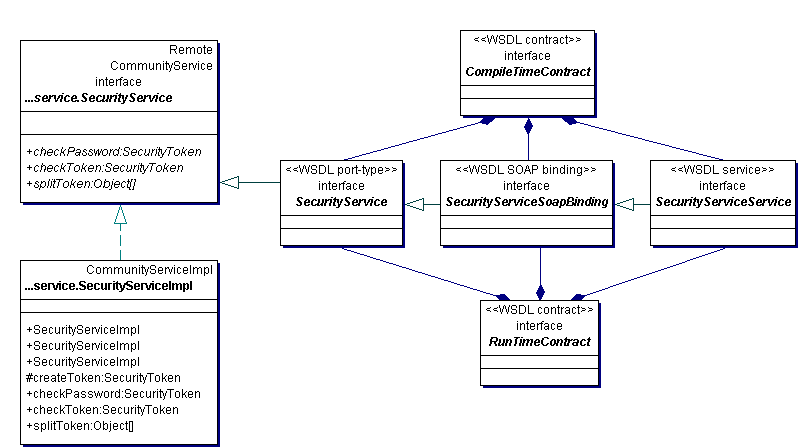 Remote
CommunityService
interface
...service.SecurityService
+checkPassword:SecurityToken
+checkToken:SecurityToken
+splitToken:Object[]
CommunityServiceImpl
...service.SecurityServiceImpl
+SecurityServiceImpl
+SecurityServiceImpl
+SecurityServiceImpl
#createToken:SecurityToken
+checkPassword:SecurityToken
+checkToken:SecurityToken
+splitToken:Object[]
<<WSDL contract>>
interface
CompileTimeContract
<<WSDL port-type>>
interface
SecurityService
<<WSDL SOAP binding>>
interface
SecurityServiceSoapBinding
<<WSDL service>>
interface
SecurityServiceService
<<WSDL contract>>
interface
RunTimeContract